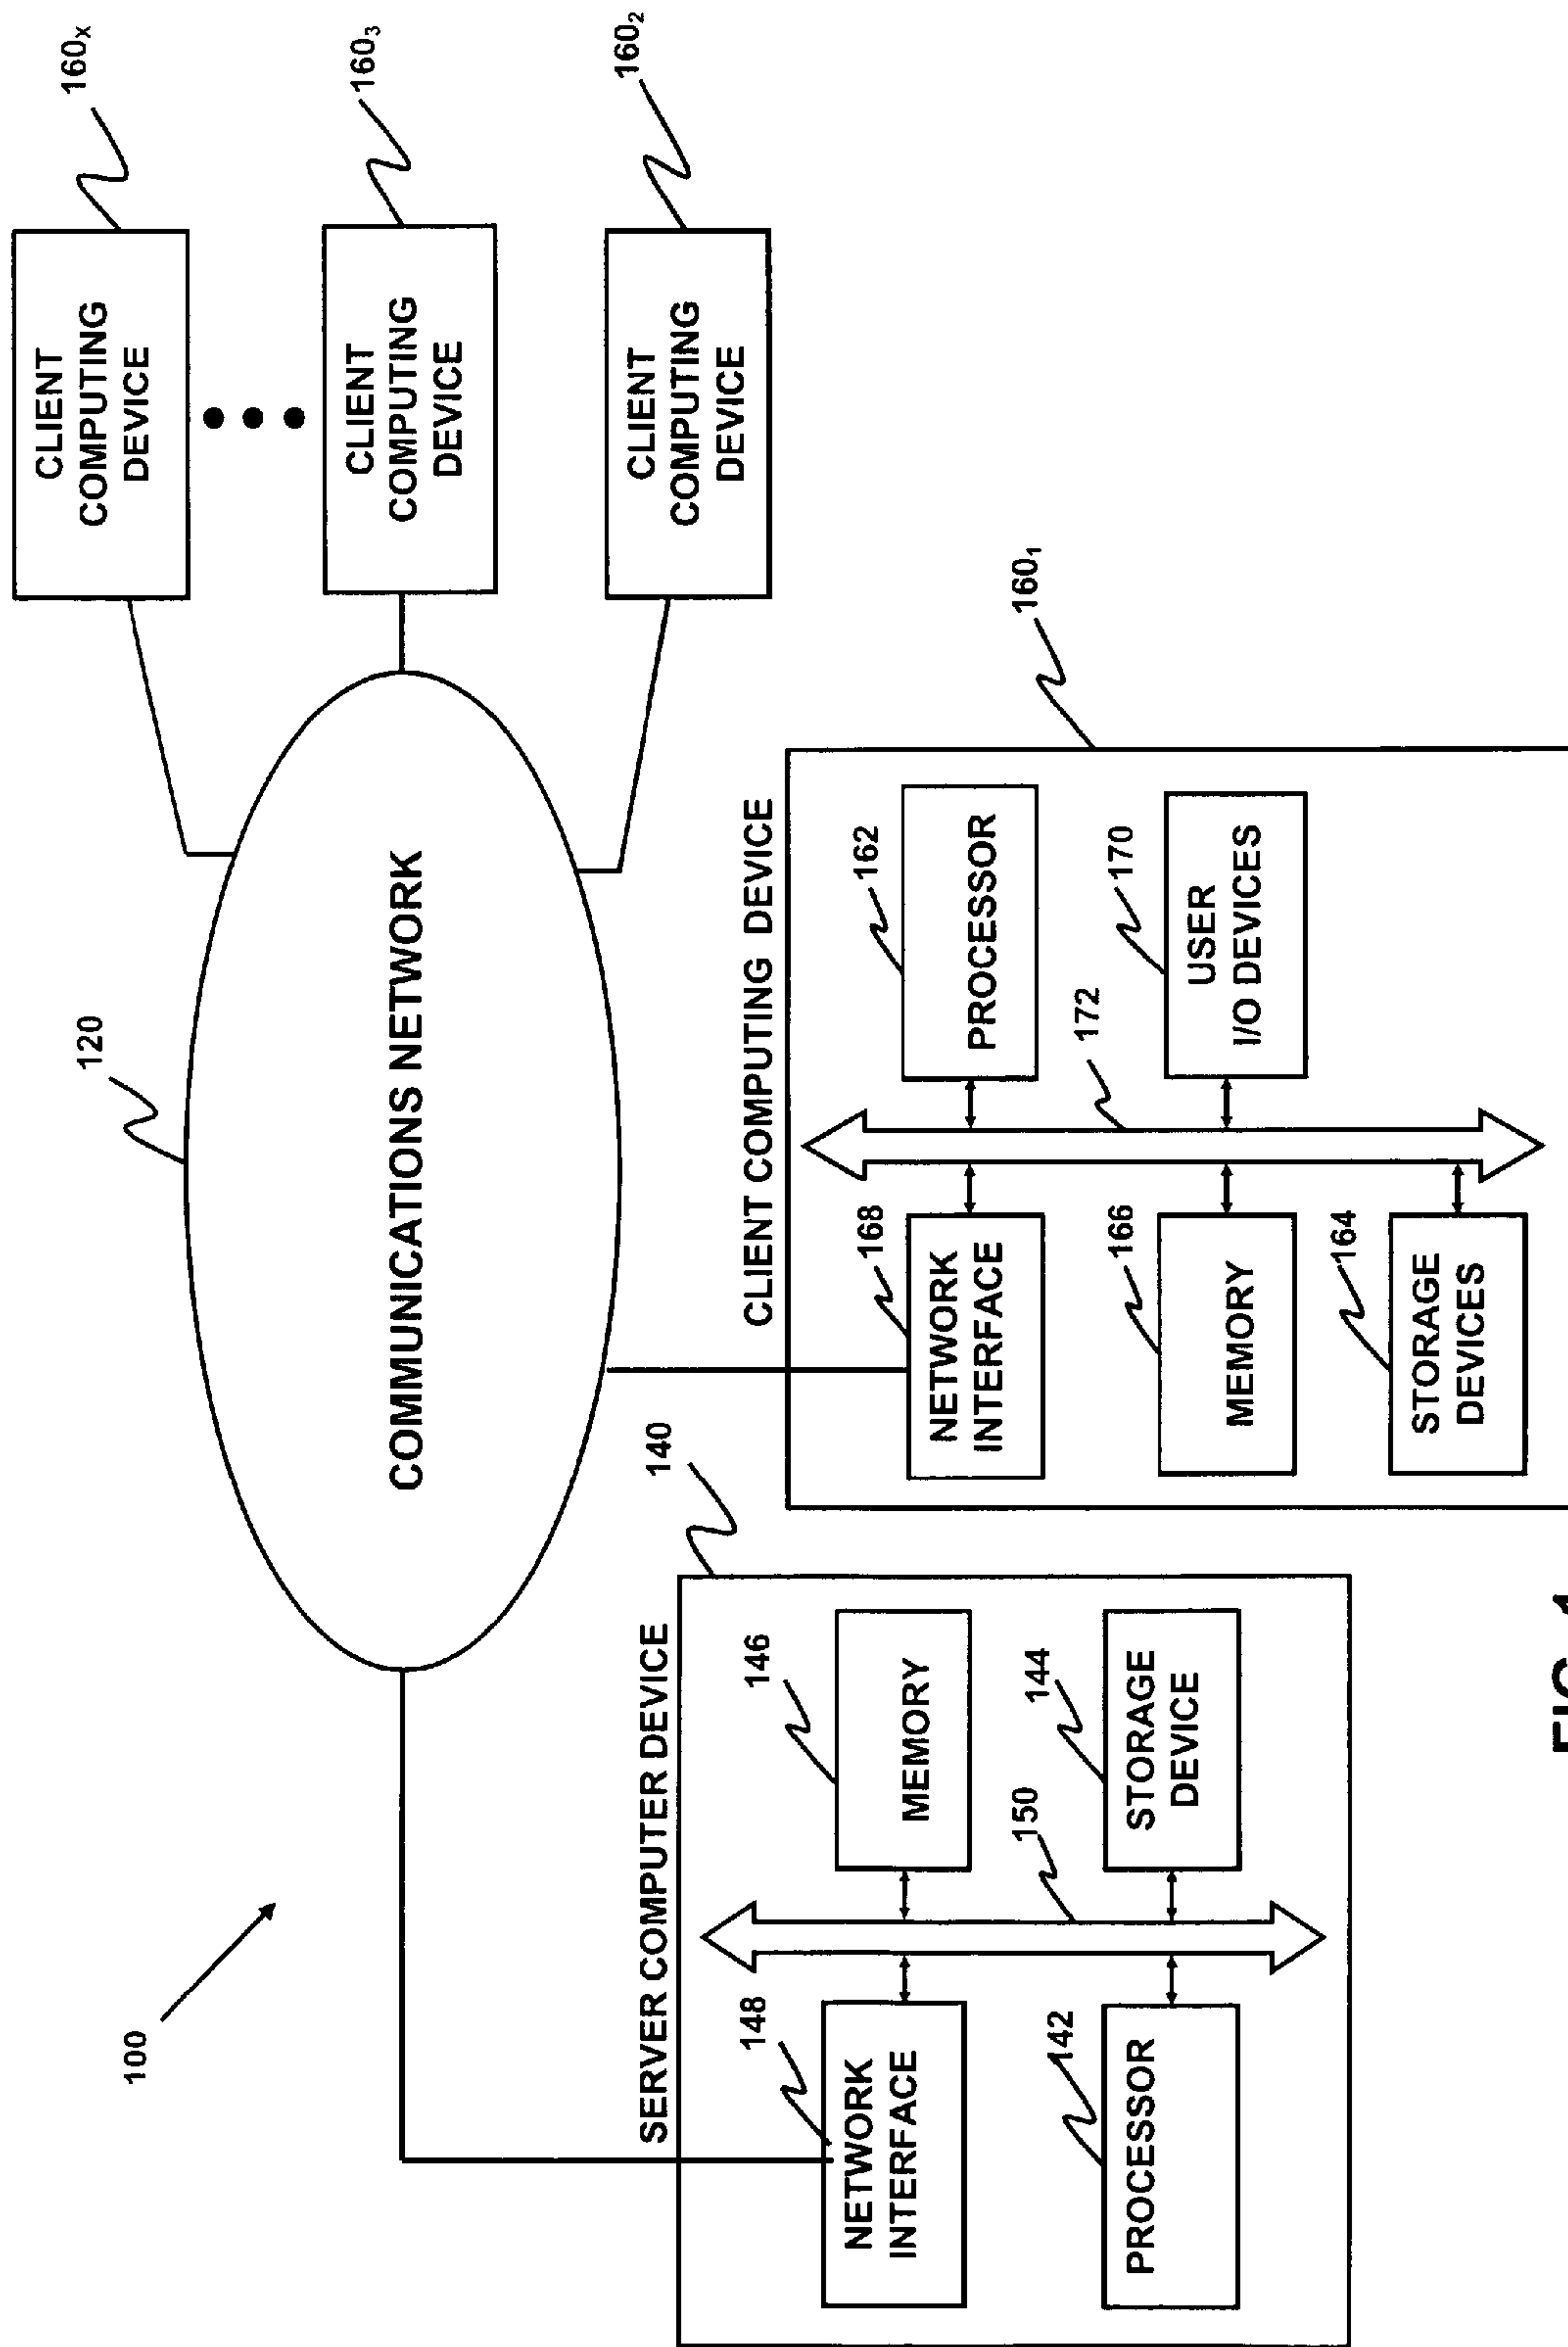 100
120
COMMUNICATIONS NETWORK
CLIENT
COMPUTING
DEVICE
160X
CLIENT
COMPUTING
DEVICE
1603
CLIENT
COMPUTING
DEVICE
1602
SERVER COMPUTER DEVICE
140
148
NETWORK
INTERFACE
146
MEMORY
142
PROCESSOR
150
144
STORAGE
DEVICE
CLIENT COMPUTING DEVICE
1601
168
NETWORK
INTERFACE
162
PROCESSOR
166
MEMORY
172
170
USER
I/O DEVICES
164
STORAGE
DEVICES
FIG. 1